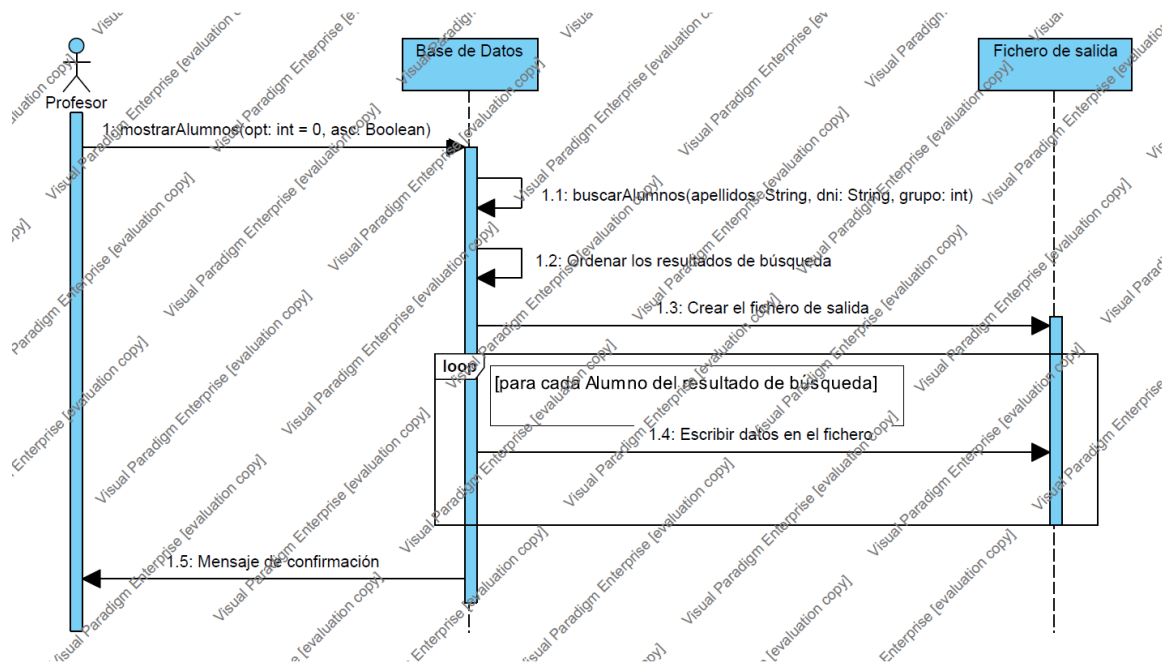 Profesor
Base de Datos
Fichero de salida
1: mostrarAlumnos(opt: int = 0, asc: Boolean)
1.1: buscarAlumnos(apellidos: String, dni: String, grupo: int)
1.2: Ordenar los resultados de búsqueda
1.3: Crear el fichero de salida
loop
[para cada Alumno del resultado de búsqueda]
1.4: Escribir datos en el fichero
1.5: Mensaje de confirmación
Visual Paradigm Enterprise [evaluation copy]